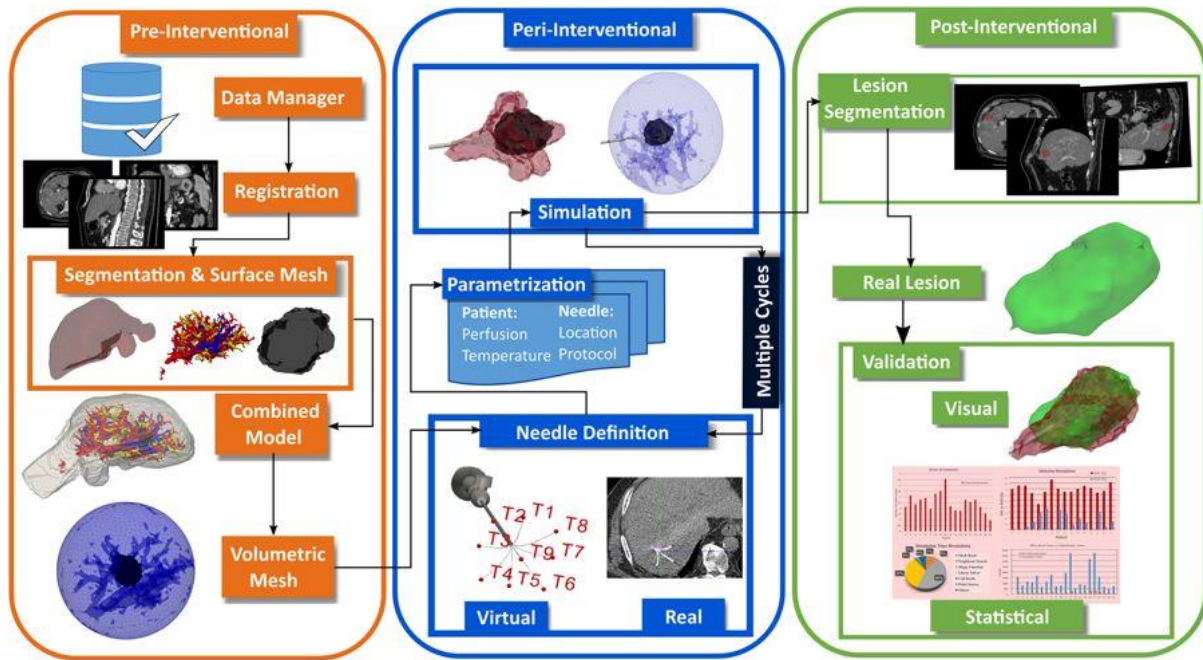 Pre-Interventional
Data Manager
Registration
Segmentation & Surface Mesh
Combined
Model
Volumetric
Mesh
Peri-Interventional
Simulation
Parametrization
Patient:
Perfusion
Temperature
Needle:
Location
Protocol
Multiple Cycles
Needle Definition
T1
T2
T3
T4
T5
T6
T7
T8
T9
Virtual
Real
Post-Interventional
Lesion
Segmentation
Real Lesion
Validation
Visual
Statistical